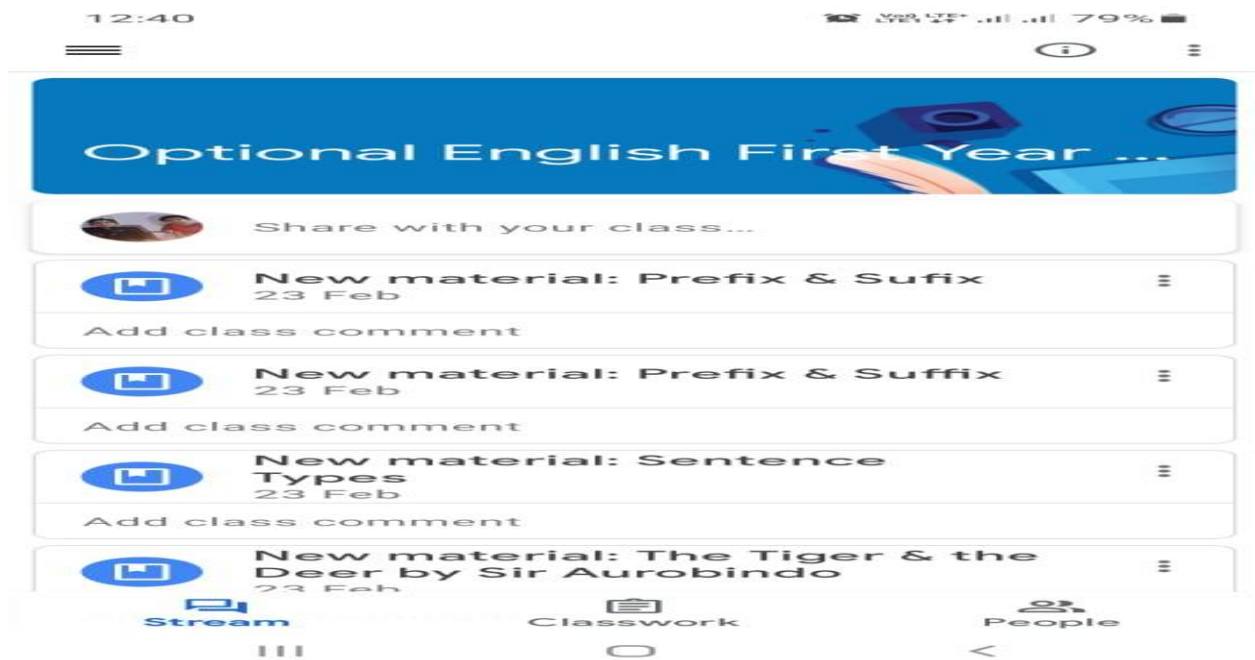 12:40
79%
Optional English First Year ...
Share with your class...
New material: Prefix & Sufix
23 Feb
Add class comment
New material: Prefix & Suffix
23 Feb
Add class comment
New material: Sentence
Types
23 Feb
Add class comment
New material: The Tiger & the
Deer by Sir Aurobindo
23 Feb
Stream
Classwork
People